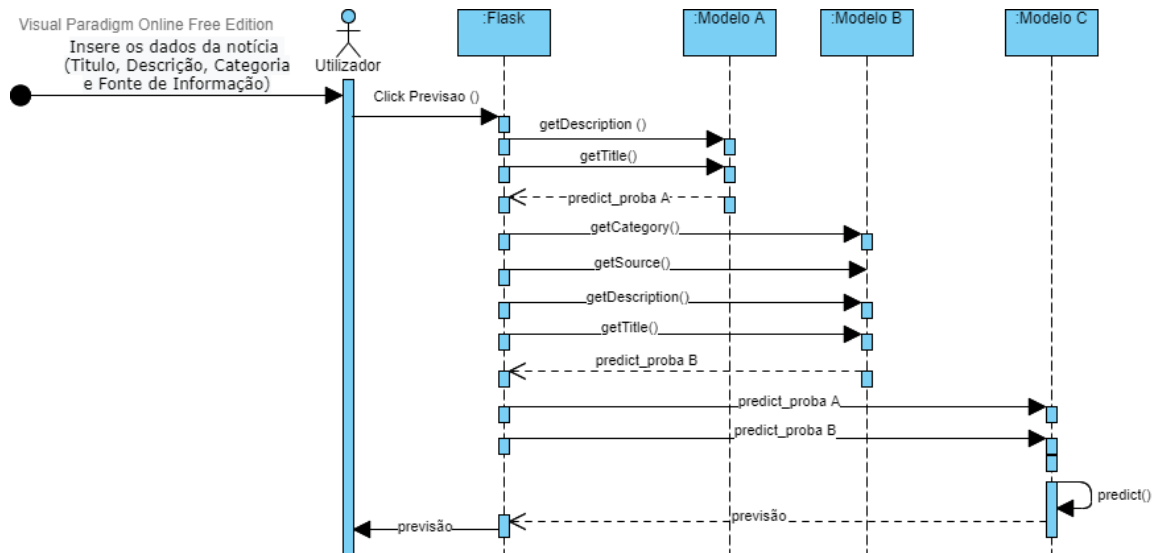 Visual Paradigm Online Free Edition
Insere os dados da notícia
(Titulo, Descrição, Categoria
e Fonte de Informação)
Utilizador
:Flask
:Modelo A
:Modelo B
:Modelo C
Click Previsao ()
getDescription ()
getTitle()
predict_proba A
getCategory()
getSource()
getDescription()
getTitle()
predict_proba B
predict_proba A
predict_proba B
predict()
previsão
previsão